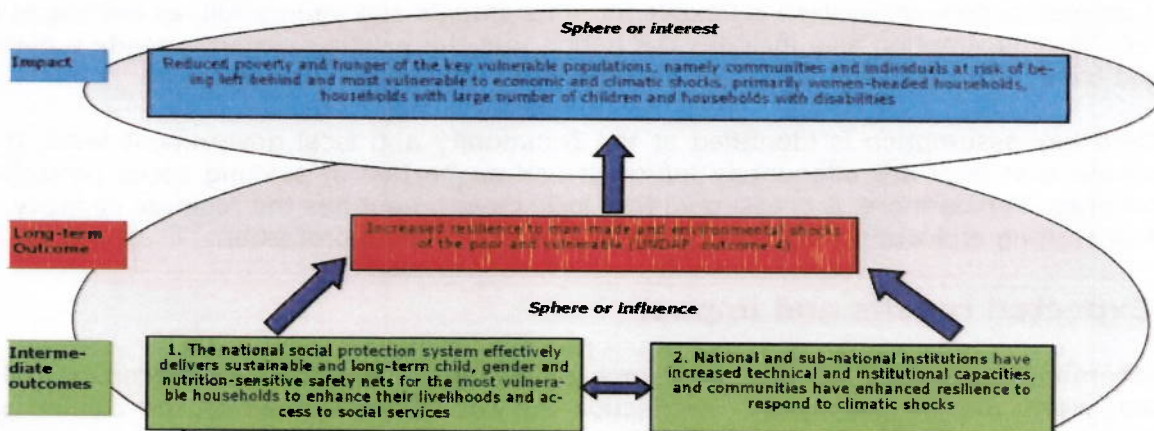 Sphere or interest
Impact
Reduced poverty and hunger of the key vulnerable populations, namely communities and individuals at risk of be-
ing left behind and most vulnerable to economic and climatic shocks, primarily women-headed households,
households with large number of children and households with disabilities
Long-term
Outcome
Increased resilience to man made and environmental shocks
of the poor and vulnerable (UNDAF outcome 4)
Sphere or influence
Interme-
diate
outcomes
1. The national social protection system effectively
delivers sustainable and long-term child, gender and
nutrition-sensitive safety nets for the most vulnera-
ble households to enhance their livelihoods and ac-
cess to social services
2. National and sub-national institutions have
increased technical and institutional capacities,
and communities have enhanced resilience to
respond to climatic shocks